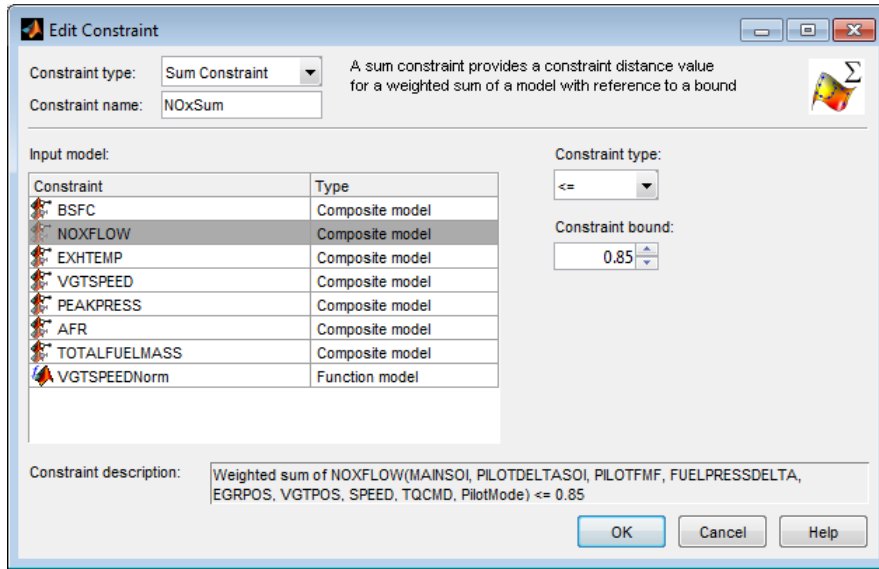 Edit Constraint
Constraint type: Sum Constraint
A sum constraint provides a constraint distance value
for a weighted sum of a model with reference to a bound
Σ
Constraint name: NOxSum
Input model:
Constraint type:
Constraint Type
<=
BSFC Composite model
NOXFLOW Composite model
Constraint bound:
EXHTEMP Composite model
0.85
VGTSPEED Composite model
PEAKPRESS Composite model
AFR Composite model
TOTALFUELMASS Composite model
VGTSPEEDNorm Function model
Constraint description:
Weighted sum of NOXFLOW(MAINSOI, PILOTDELTASOI, PILOTFMF, FUELPRESSDELTA,
EGRPOS, VGTPOS, SPEED, TQCMD, PilotMode) <= 0.85
OK Cancel Help